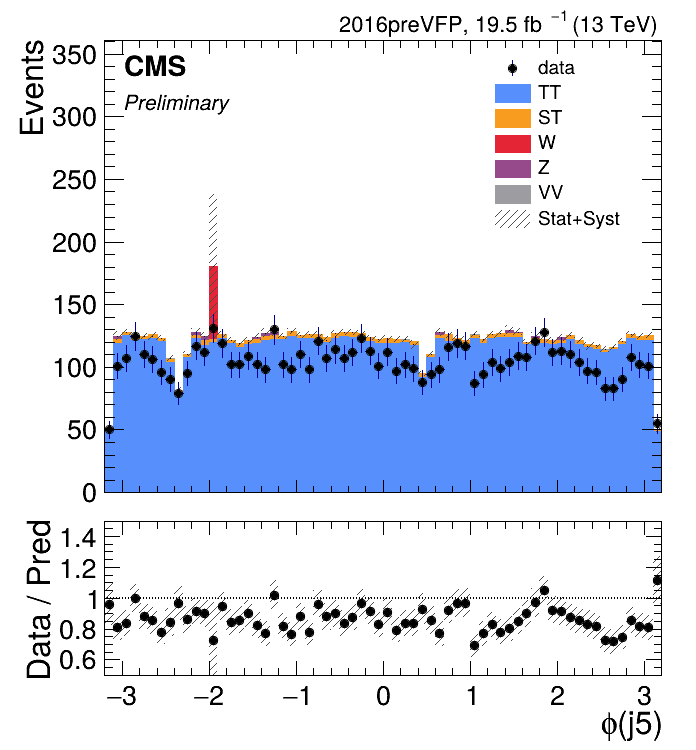 2016preVFP, 19.5 fb⁻¹ (13 TeV)
CMS
Preliminary
data
TT
ST
W
Z
VV
Stat+Syst
Events
350
300
250
200
150
100
50
0
Data / Pred
1.4
1.2
1
0.8
0.6
−3 −2 −1 0 1 2 3
ϕ(j5)